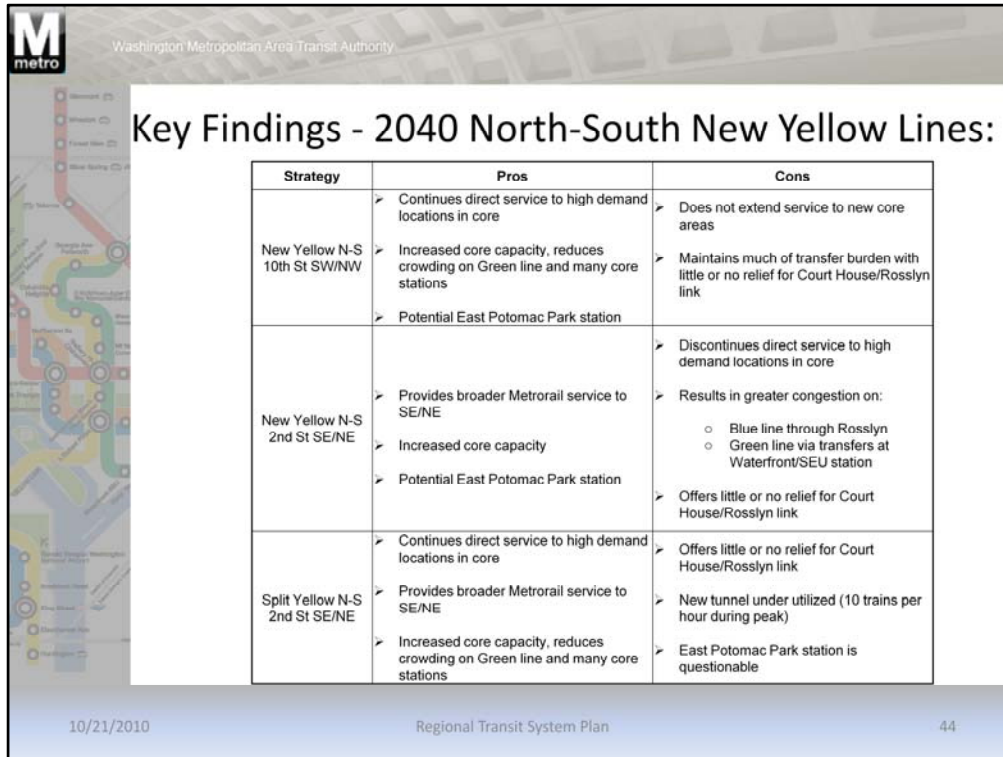 M
metro
Washington Metropolitan Area Transit Authority
Key Findings - 2040 North-South New Yellow Lines:
Strategy
Pros
Cons
New Yellow N-S
10th St SW/NW
➢ Continues direct service to high demand
locations in core
➢ Increased core capacity, reduces
crowding on Green line and many core
stations
➢ Potential East Potomac Park station
➢ Does not extend service to new core
areas
➢ Maintains much of transfer burden with
little or no relief for Court House/Rosslyn
link
New Yellow N-S
2nd St SE/NE
➢ Provides broader Metrorail service to
SE/NE
➢ Increased core capacity
➢ Potential East Potomac Park station
➢ Discontinues direct service to high
demand locations in core
➢ Results in greater congestion on:
○ Blue line through Rosslyn
○ Green line via transfers at
Waterfront/SEU station
➢ Offers little or no relief for Court
House/Rosslyn link
Split Yellow N-S
2nd St SE/NE
➢ Continues direct service to high demand
locations in core
➢ Provides broader Metrorail service to
SE/NE
➢ Increased core capacity, reduces
crowding on Green line and many core
stations
➢ Offers little or no relief for Court
House/Rosslyn link
➢ New tunnel under utilized (10 trains per
hour during peak)
➢ East Potomac Park station is
questionable
10/21/2010
Regional Transit System Plan
44